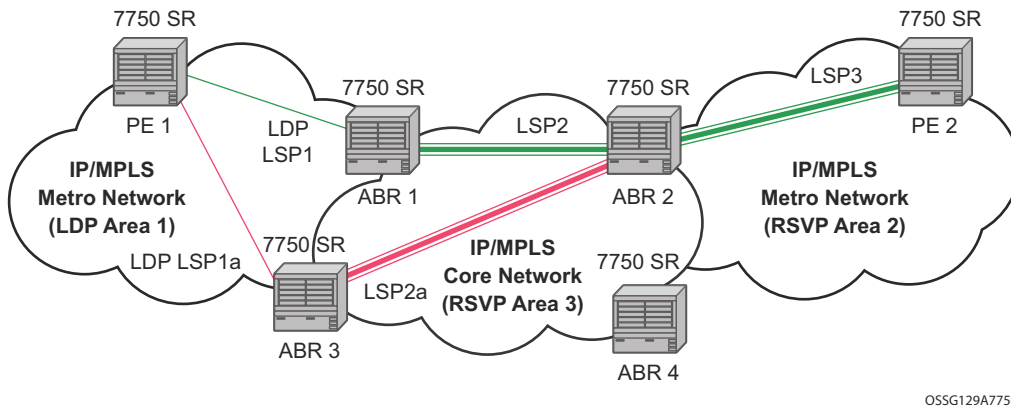 7750 SR
PE 1
7750 SR
ABR 1
LDP
LSP1
LSP2
7750 SR
ABR 2
LSP3
7750 SR
PE 2
IP/MPLS
Metro Network
(LDP Area 1)
IP/MPLS
Metro Network
(RSVP Area 2)
LDP LSP1a
7750 SR
ABR 3
LSP2a
IP/MPLS
Core Network
(RSVP Area 3)
7750 SR
ABR 4
OSSG129A775